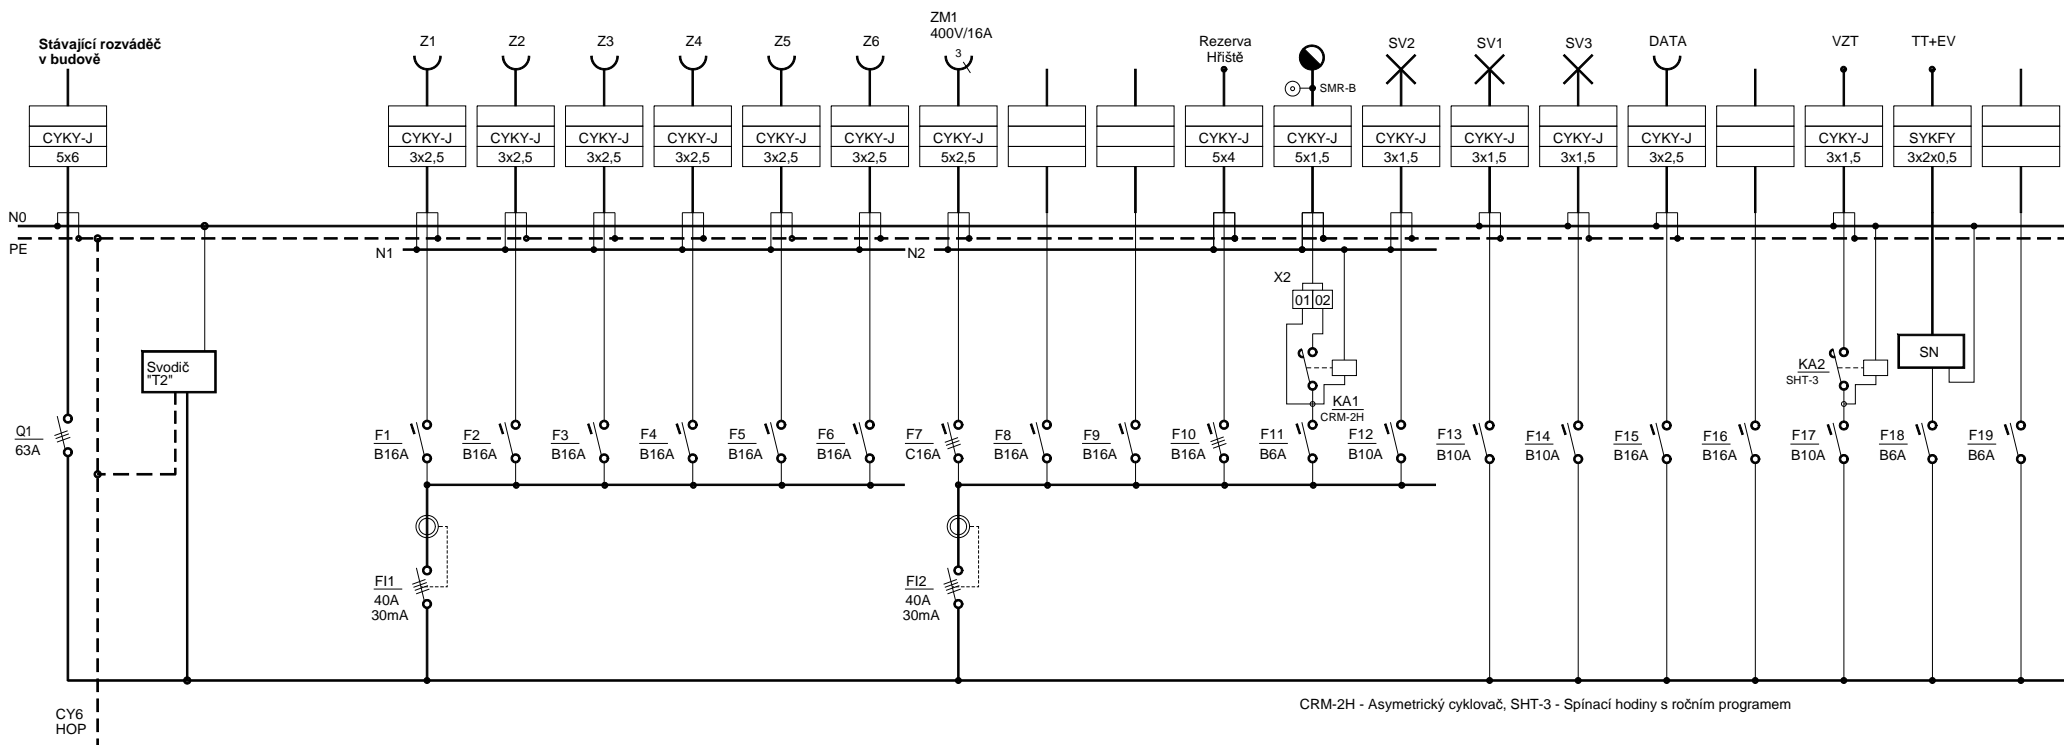 Stávající rozváděč
v budově
Z1
Z2
Z3
Z4
Z5
Z6
ZM1
400V/16A
3
Rezerva
Hřiště
SMR-B
SV2
SV1
SV3
DATA
VZT
TT+EV
CYKY-J
5x6
CYKY-J
3x2,5
CYKY-J
3x2,5
CYKY-J
3x2,5
CYKY-J
3x2,5
CYKY-J
3x2,5
CYKY-J
3x2,5
CYKY-J
5x2,5
CYKY-J
5x4
CYKY-J
5x1,5
CYKY-J
3x1,5
CYKY-J
3x1,5
CYKY-J
3x1,5
CYKY-J
3x2,5
CYKY-J
3x1,5
SYKFY
3x2x0,5
N0
PE
N1
N2
X2
01
02
Svodič
"T2"
KA1
CRM-2H
KA2
SHT-3
SN
Q1
63A
F1
B16A
F2
B16A
F3
B16A
F4
B16A
F5
B16A
F6
B16A
F7
C16A
F8
B16A
F9
B16A
F10
B16A
F11
B6A
F12
B10A
F13
B10A
F14
B10A
F15
B16A
F16
B16A
F17
B10A
F18
B6A
F19
B6A
FI1
40A
30mA
FI2
40A
30mA
CY6
HOP
CRM-2H - Asymetrický cyklovač, SHT-3 - Spínací hodiny s ročním programem